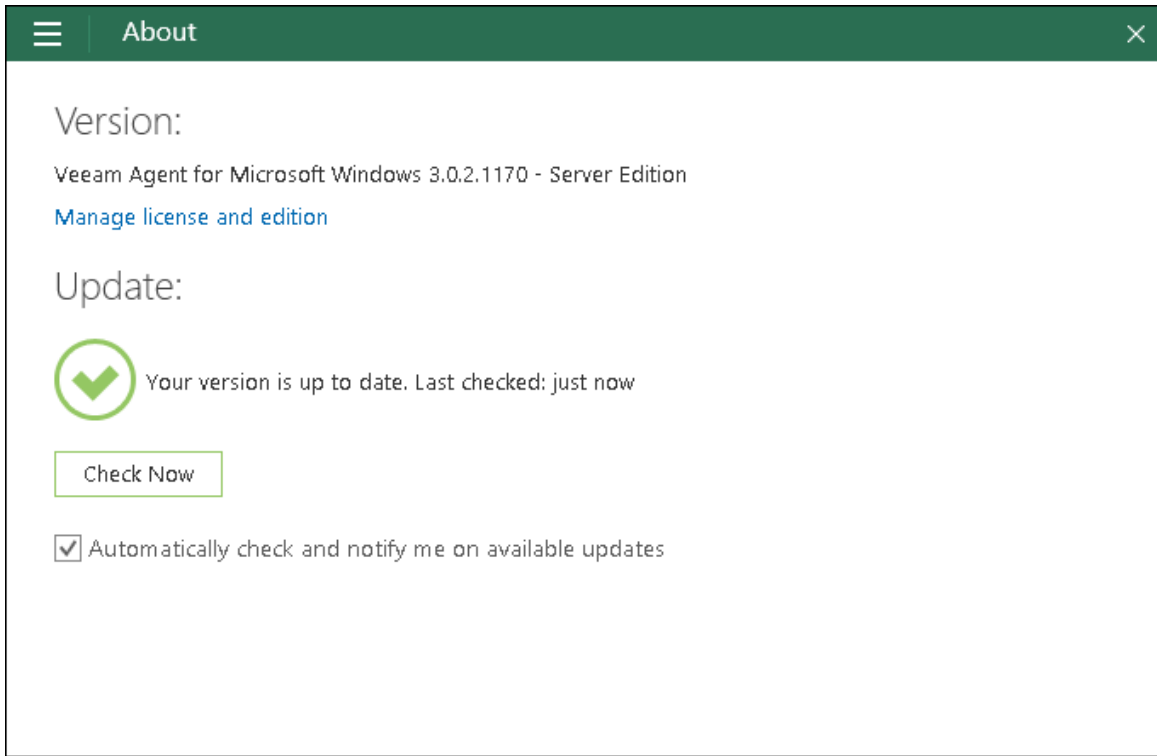 About
Version:
Veeam Agent for Microsoft Windows 3.0.2.1170 - Server Edition
Manage license and edition
Update:
Your version is up to date. Last checked: just now
Check Now
Automatically check and notify me on available updates